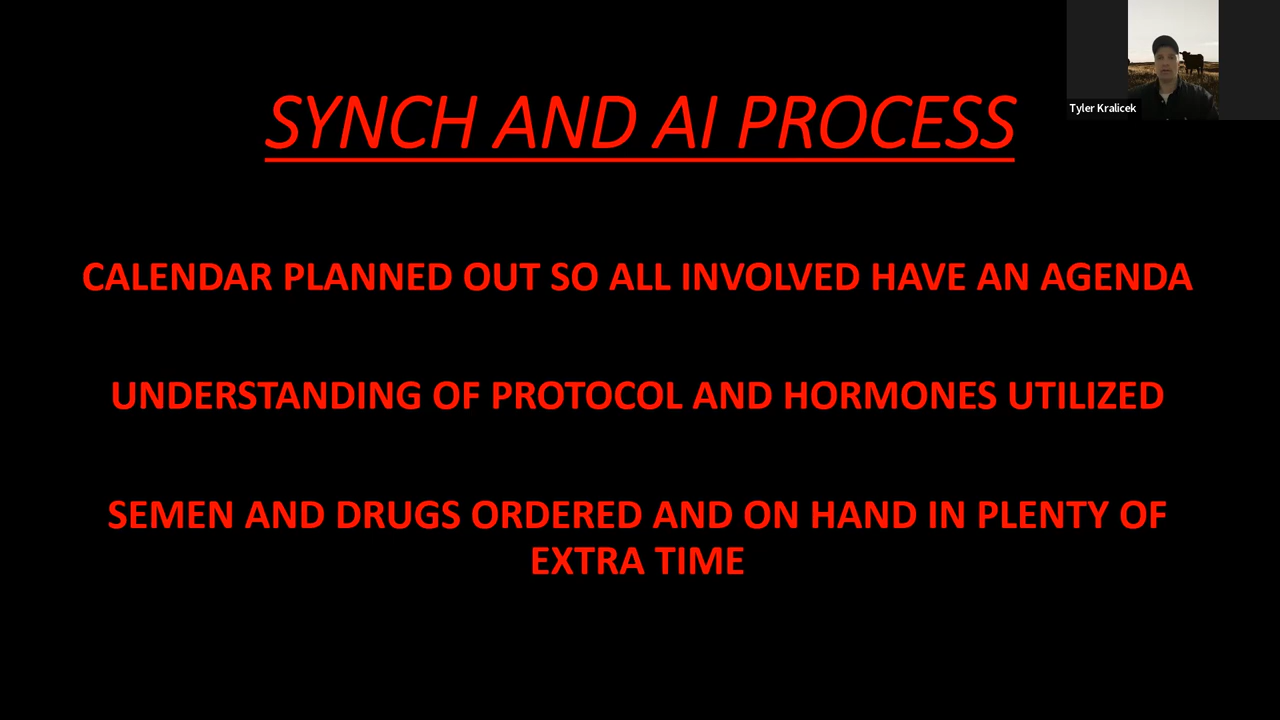 Tyler Kralicek
SYNCH AND AI PROCESS
CALENDAR PLANNED OUT SO ALL INVOLVED HAVE AN AGENDA
UNDERSTANDING OF PROTOCOL AND HORMONES UTILIZED
SEMEN AND DRUGS ORDERED AND ON HAND IN PLENTY OF
EXTRA TIME